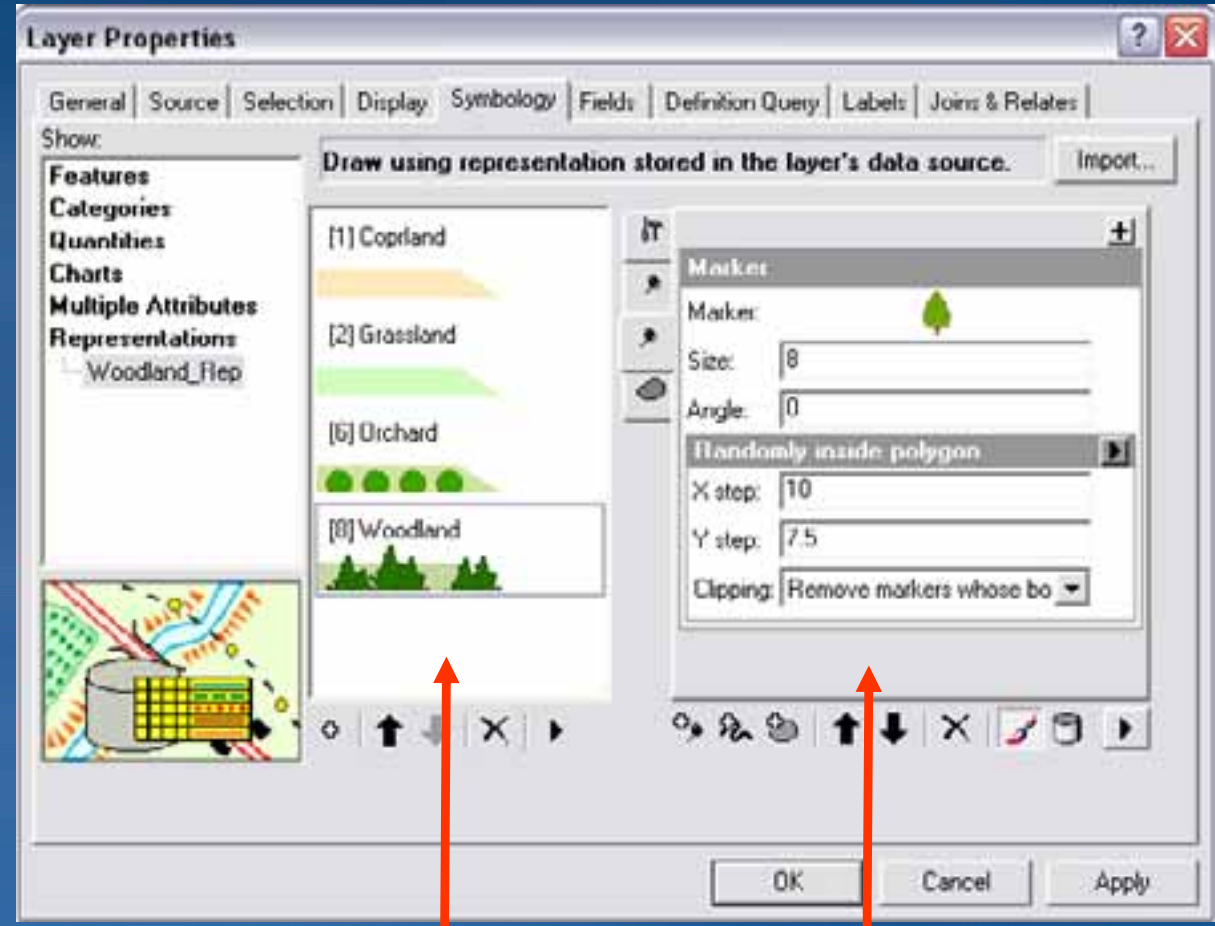 Layer Properties
General Source Selection Display Symbology Fields Definition Query Labels Joins & Relates
Show:
Features
Categories
Quantities
Charts
Multiple Attributes
Representations
Woodland_Rep
Draw using representation stored in the layer's data source.
Import...
[1] Coprland
[2] Grassland
[6] Orchard
[8] Woodland
Marker
Marker:
Size: 8
Angle: 0
Randomly inside polygon
X step: 10
Y step: 7.5
Clipping: Remove markers whose bo
OK Cancel Apply